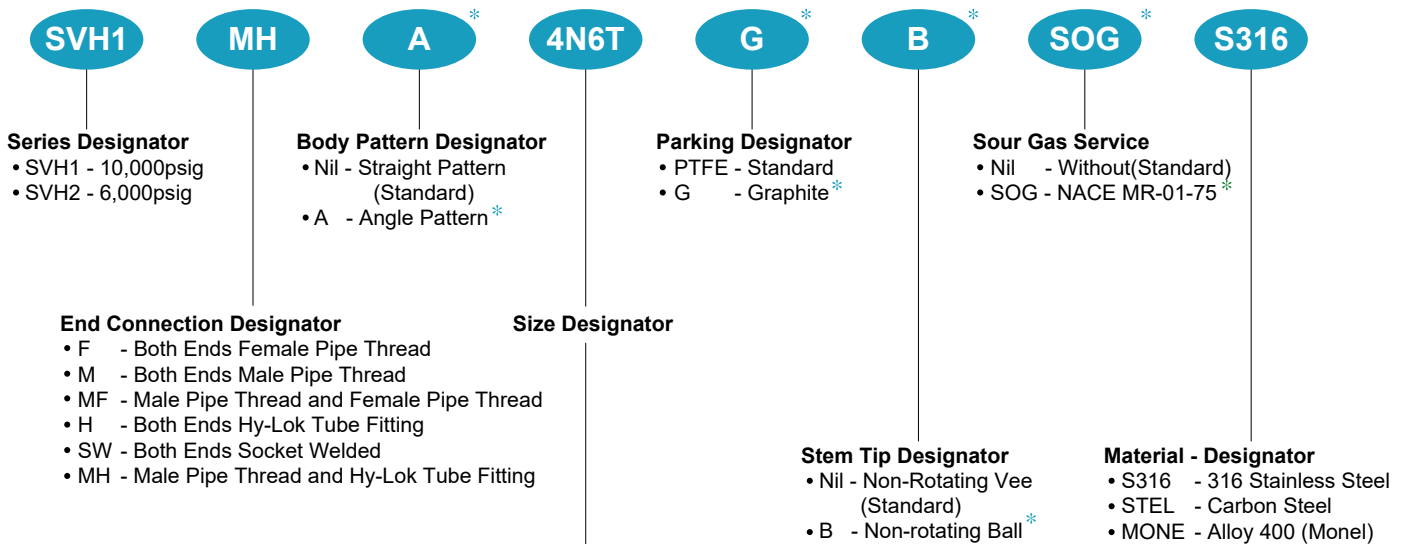 SVH1 MH A* 4N6T G* B* SOG* S316
Series Designator
• SVH1 - 10,000psig
• SVH2 - 6,000psig
Body Pattern Designator
• Nil - Straight Pattern
(Standard)
• A - Angle Pattern*
Parking Designator
• PTFE - Standard
• G - Graphite*
Sour Gas Service
• Nil - Without(Standard)
• SOG - NACE MR-01-75*
End Connection Designator
• F - Both Ends Female Pipe Thread
• M - Both Ends Male Pipe Thread
• MF - Male Pipe Thread and Female Pipe Thread
• H - Both Ends Hy-Lok Tube Fitting
• SW - Both Ends Socket Welded
• MH - Male Pipe Thread and Hy-Lok Tube Fitting
Size Designator
Stem Tip Designator
• Nil - Non-Rotating Vee
(Standard)
• B - Non-rotating Ball*
Material - Designator
• S316 - 316 Stainless Steel
• STEL - Carbon Steel
• MONE - Alloy 400 (Monel)